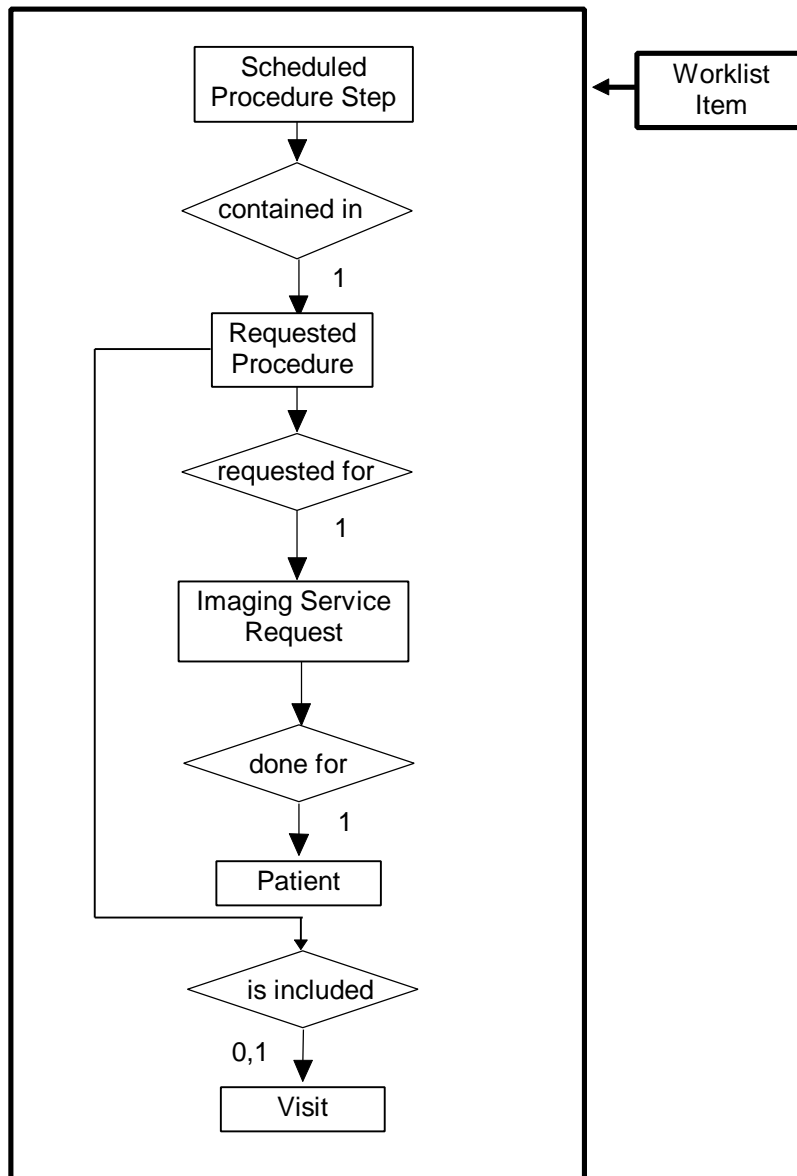 Scheduled
Procedure Step
Worklist
Item
contained in
1
Requested
Procedure
requested for
1
Imaging Service
Request
done for
1
Patient
is included
0,1
Visit